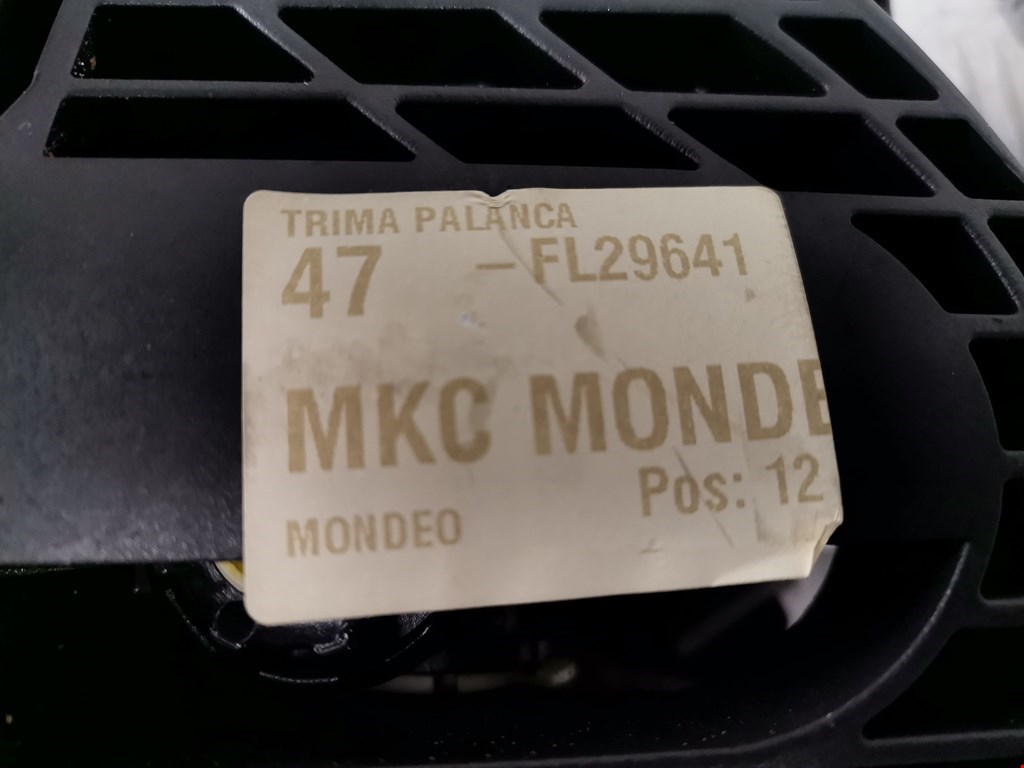 TRIMA PALANCA
47 -FL29641
MKC MONDE
Pos: 12
MONDEO